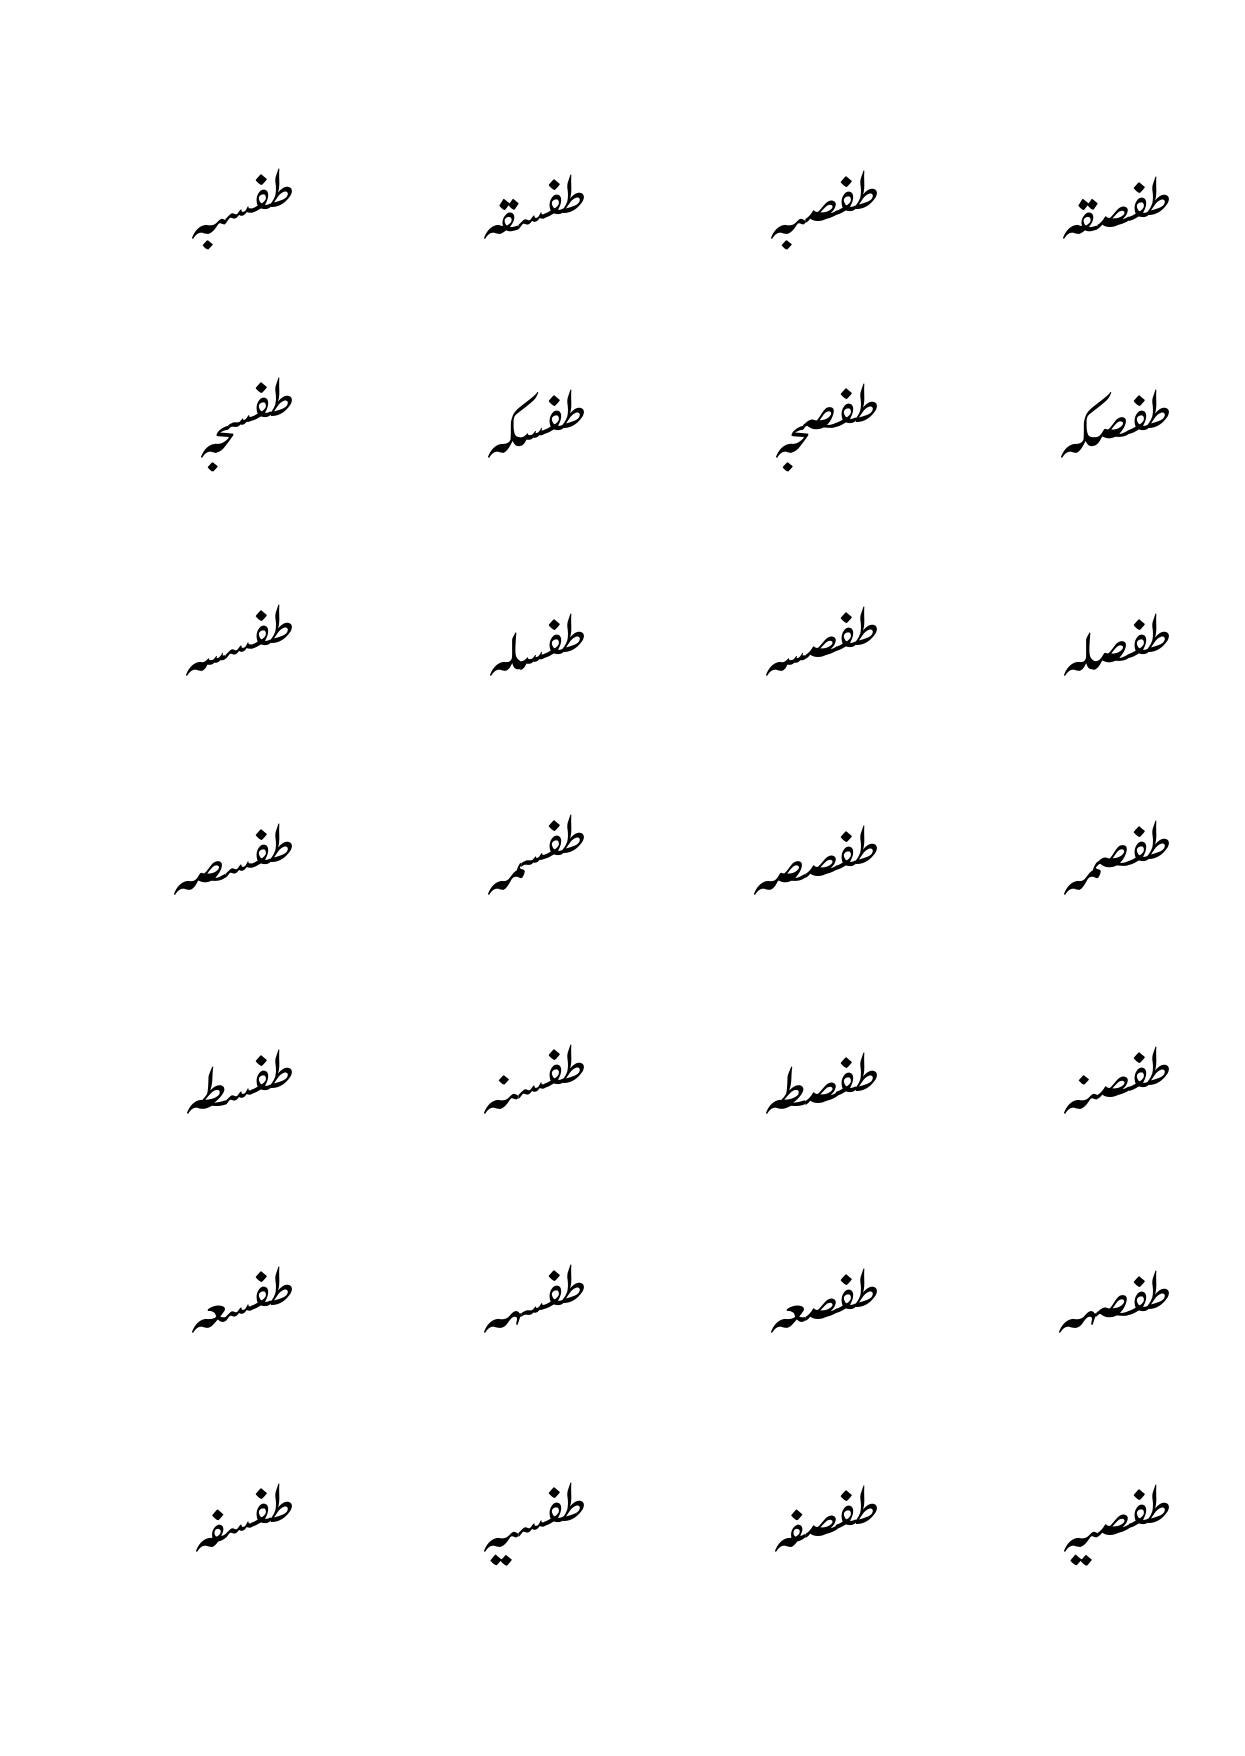 طفصقه طفصبه طفسقه طفسبه
طفصكه طفصجه طفسكه طفسجه
طفصله طفصسه طفسله طفسسه
طفصمه طفصصه طفسمه طفسصه
طفصنه طفصطه طفسنه طفسطه
طفصهه طفصعه طفسهه طفسعه
طفصيه طفصفه طفسيه طفسفه